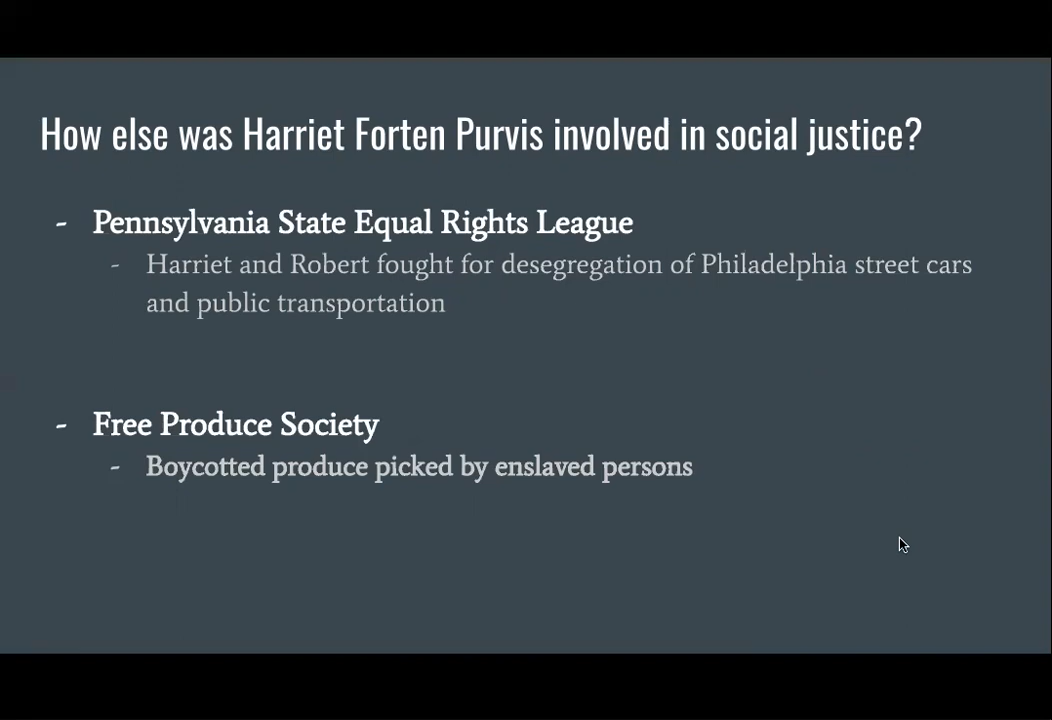 How else was Harriet Forten Purvis involved in social justice?
- Pennsylvania State Equal Rights League
- Harriet and Robert fought for desegregation of Philadelphia street cars
and public transportation
- Free Produce Society
- Boycotted produce picked by enslaved persons